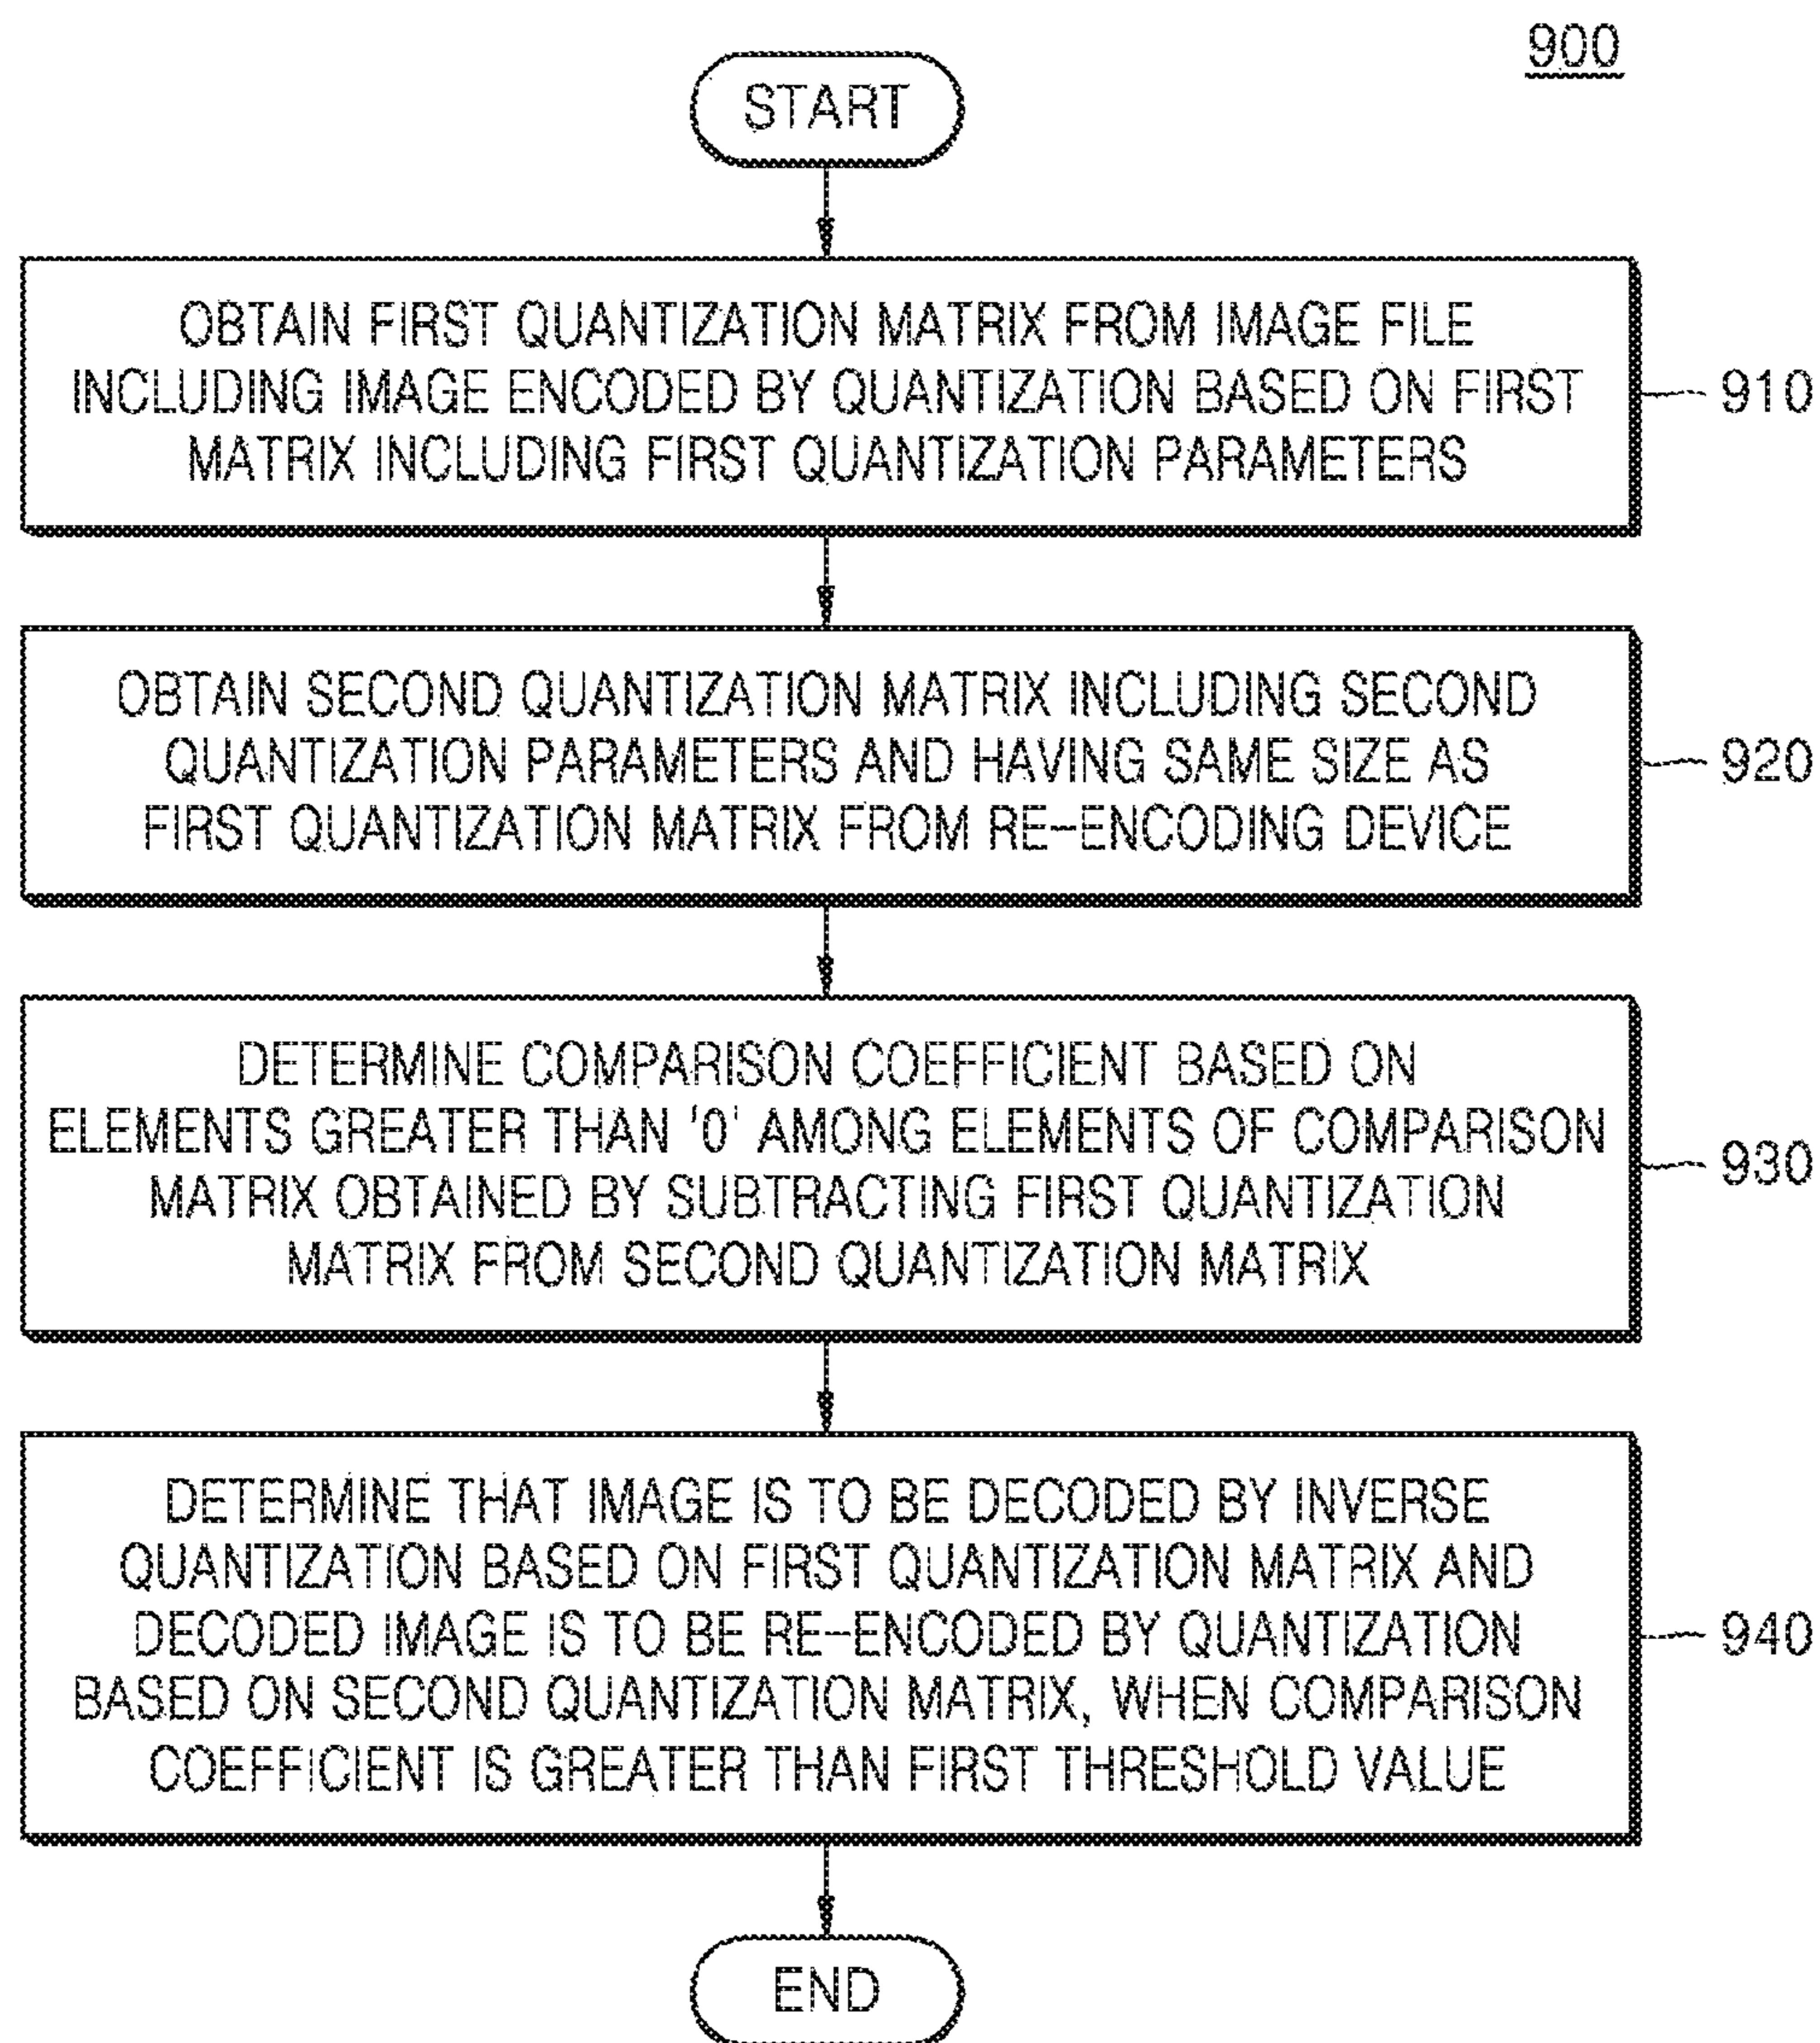 900
START
OBTAIN FIRST QUANTIZATION MATRIX FROM IMAGE FILE
INCLUDING IMAGE ENCODED BY QUANTIZATION BASED ON FIRST
MATRIX INCLUDING FIRST QUANTIZATION PARAMETERS
910
OBTAIN SECOND QUANTIZATION MATRIX INCLUDING SECOND
QUANTIZATION PARAMETERS AND HAVING SAME SIZE AS
FIRST QUANTIZATION MATRIX FROM RE-ENCODING DEVICE
920
DETERMINE COMPARISON COEFFICIENT BASED ON
ELEMENTS GREATER THAN '0' AMONG ELEMENTS OF COMPARISON
MATRIX OBTAINED BY SUBTRACTING FIRST QUANTIZATION
MATRIX FROM SECOND QUANTIZATION MATRIX
930
DETERMINE THAT IMAGE IS TO BE DECODED BY INVERSE
QUANTIZATION BASED ON FIRST QUANTIZATION MATRIX AND
DECODED IMAGE IS TO BE RE-ENCODED BY QUANTIZATION
BASED ON SECOND QUANTIZATION MATRIX, WHEN COMPARISON
COEFFICIENT IS GREATER THAN FIRST THRESHOLD VALUE
940
END